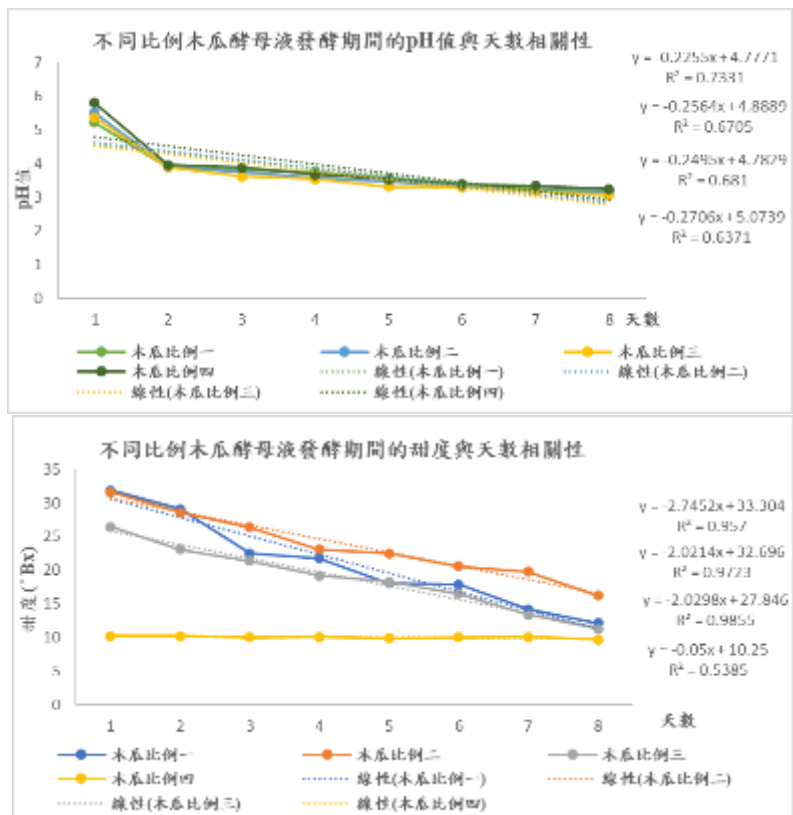 不同比例木瓜酵母液發酵期間的pH值與天數相關性
y = -0.2255x + 4.7771
R² = 0.7331
y = -0.2564x + 4.8889
R² = 0.6705
y = -0.2495x + 4.7829
R² = 0.681
y = -0.2706x + 5.0739
R² = 0.6371
pH值
7
6
5
4
3
2
1
0
1 2 3 4 5 6 7 8 天數
木瓜比例一 木瓜比例二 木瓜比例三
木瓜比例四 線性(木瓜比例一) 線性(木瓜比例二)
線性(木瓜比例三) 線性(木瓜比例四)
不同比例木瓜酵母液發酵期間的甜度與天數相關性
y = -2.7452x + 33.304
R² = 0.957
y = -2.0214x + 32.696
R² = 0.9723
y = -2.0298x + 27.846
R² = 0.9855
y = -0.05x + 10.25
R² = 0.5385
甜度(°Bx)
35
30
25
20
15
10
5
0
1 2 3 4 5 6 7 8
天數
木瓜比例一 木瓜比例二 木瓜比例三
木瓜比例四 線性(木瓜比例一) 線性(木瓜比例二)
線性(木瓜比例三) 線性(木瓜比例四)